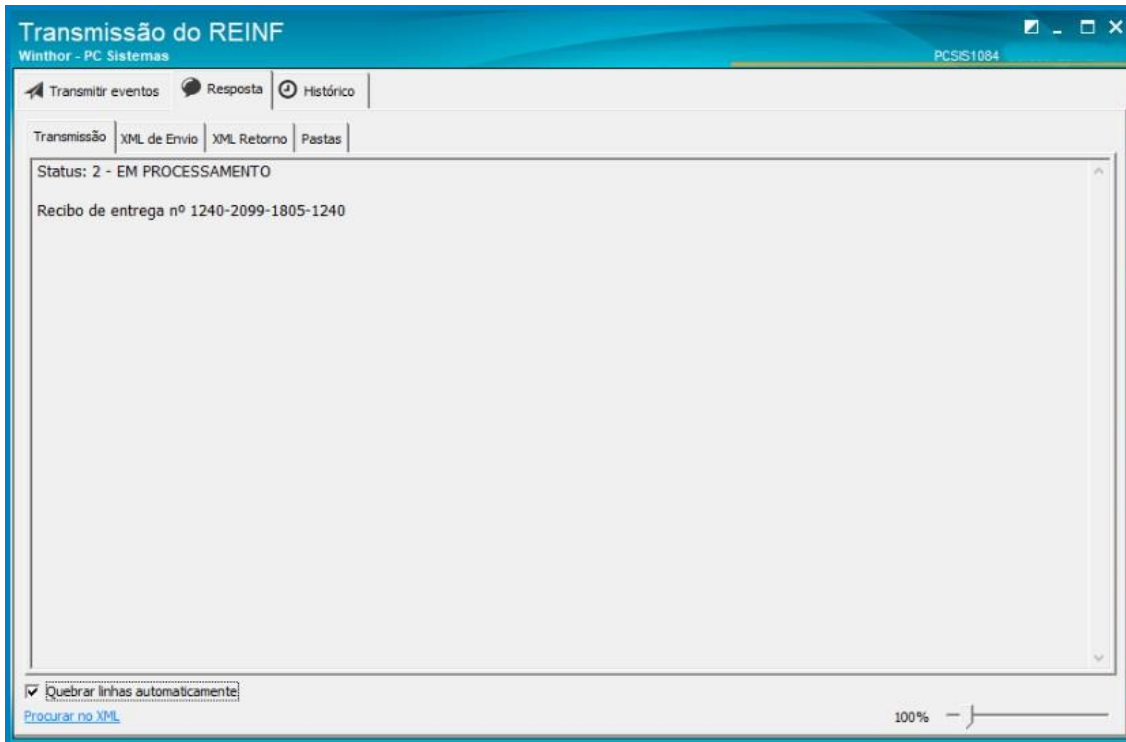 Transmissão do REINF
Winthor - PC Sistemas
PCSIS1084
Transmitir eventos Resposta Histórico
Transmissão XML de Envio XML Retorno Pastas
Status: 2 - EM PROCESSAMENTO
Recibo de entrega nº 1240-2099-1805-1240
Quebrar linhas automaticamente
Procurar no XML
100%